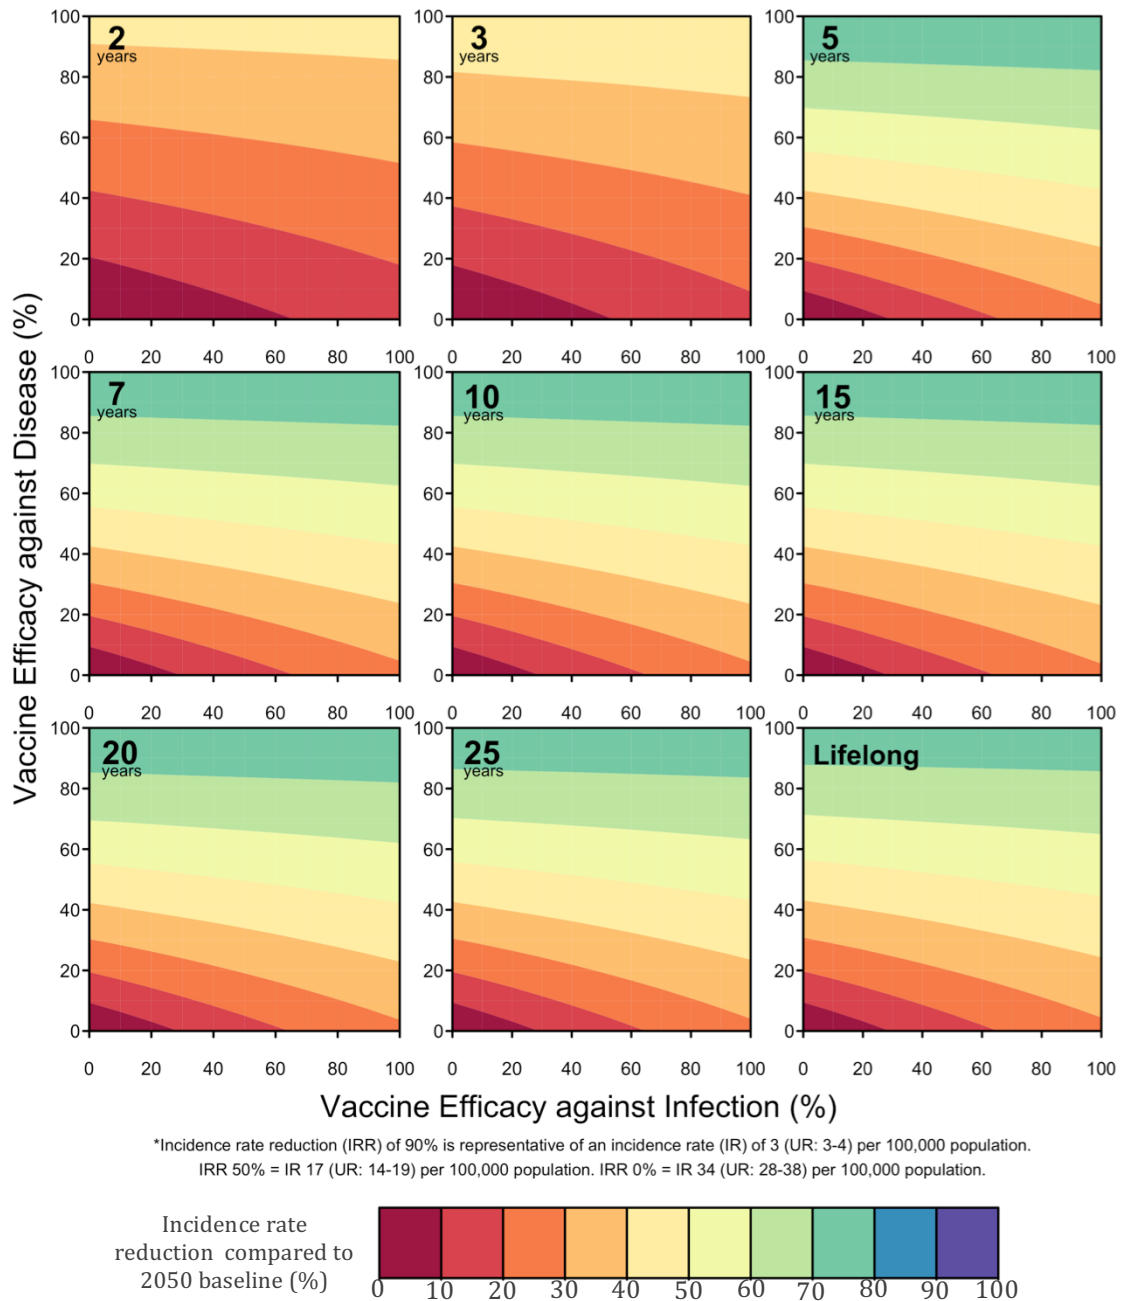 Vaccine Efficacy against Disease (%)
100 100 100
2 3 5
years years years
80 80 80
60 60 60
40 40 40
20 20 20
0 0 0
0 20 40 60 80 100 0 20 40 60 80 100 0 20 40 60 80 100
100 100 100
7 10 15
years years years
80 80 80
60 60 60
40 40 40
20 20 20
0 0 0
0 20 40 60 80 100 0 20 40 60 80 100 0 20 40 60 80 100
100 100 100
20 25 Lifelong
years years
80 80 80
60 60 60
40 40 40
20 20 20
0 0 0
0 20 40 60 80 100 0 20 40 60 80 100 0 20 40 60 80 100
Vaccine Efficacy against Infection (%)
*Incidence rate reduction (IRR) of 90% is representative of an incidence rate (IR) of 3 (UR: 3-4) per 100,000 population.
IRR 50% = IR 17 (UR: 14-19) per 100,000 population. IRR 0% = IR 34 (UR: 28-38) per 100,000 population.
Incidence rate
reduction compared to
2050 baseline (%)
0 10 20 30 40 50 60 70 80 90 100